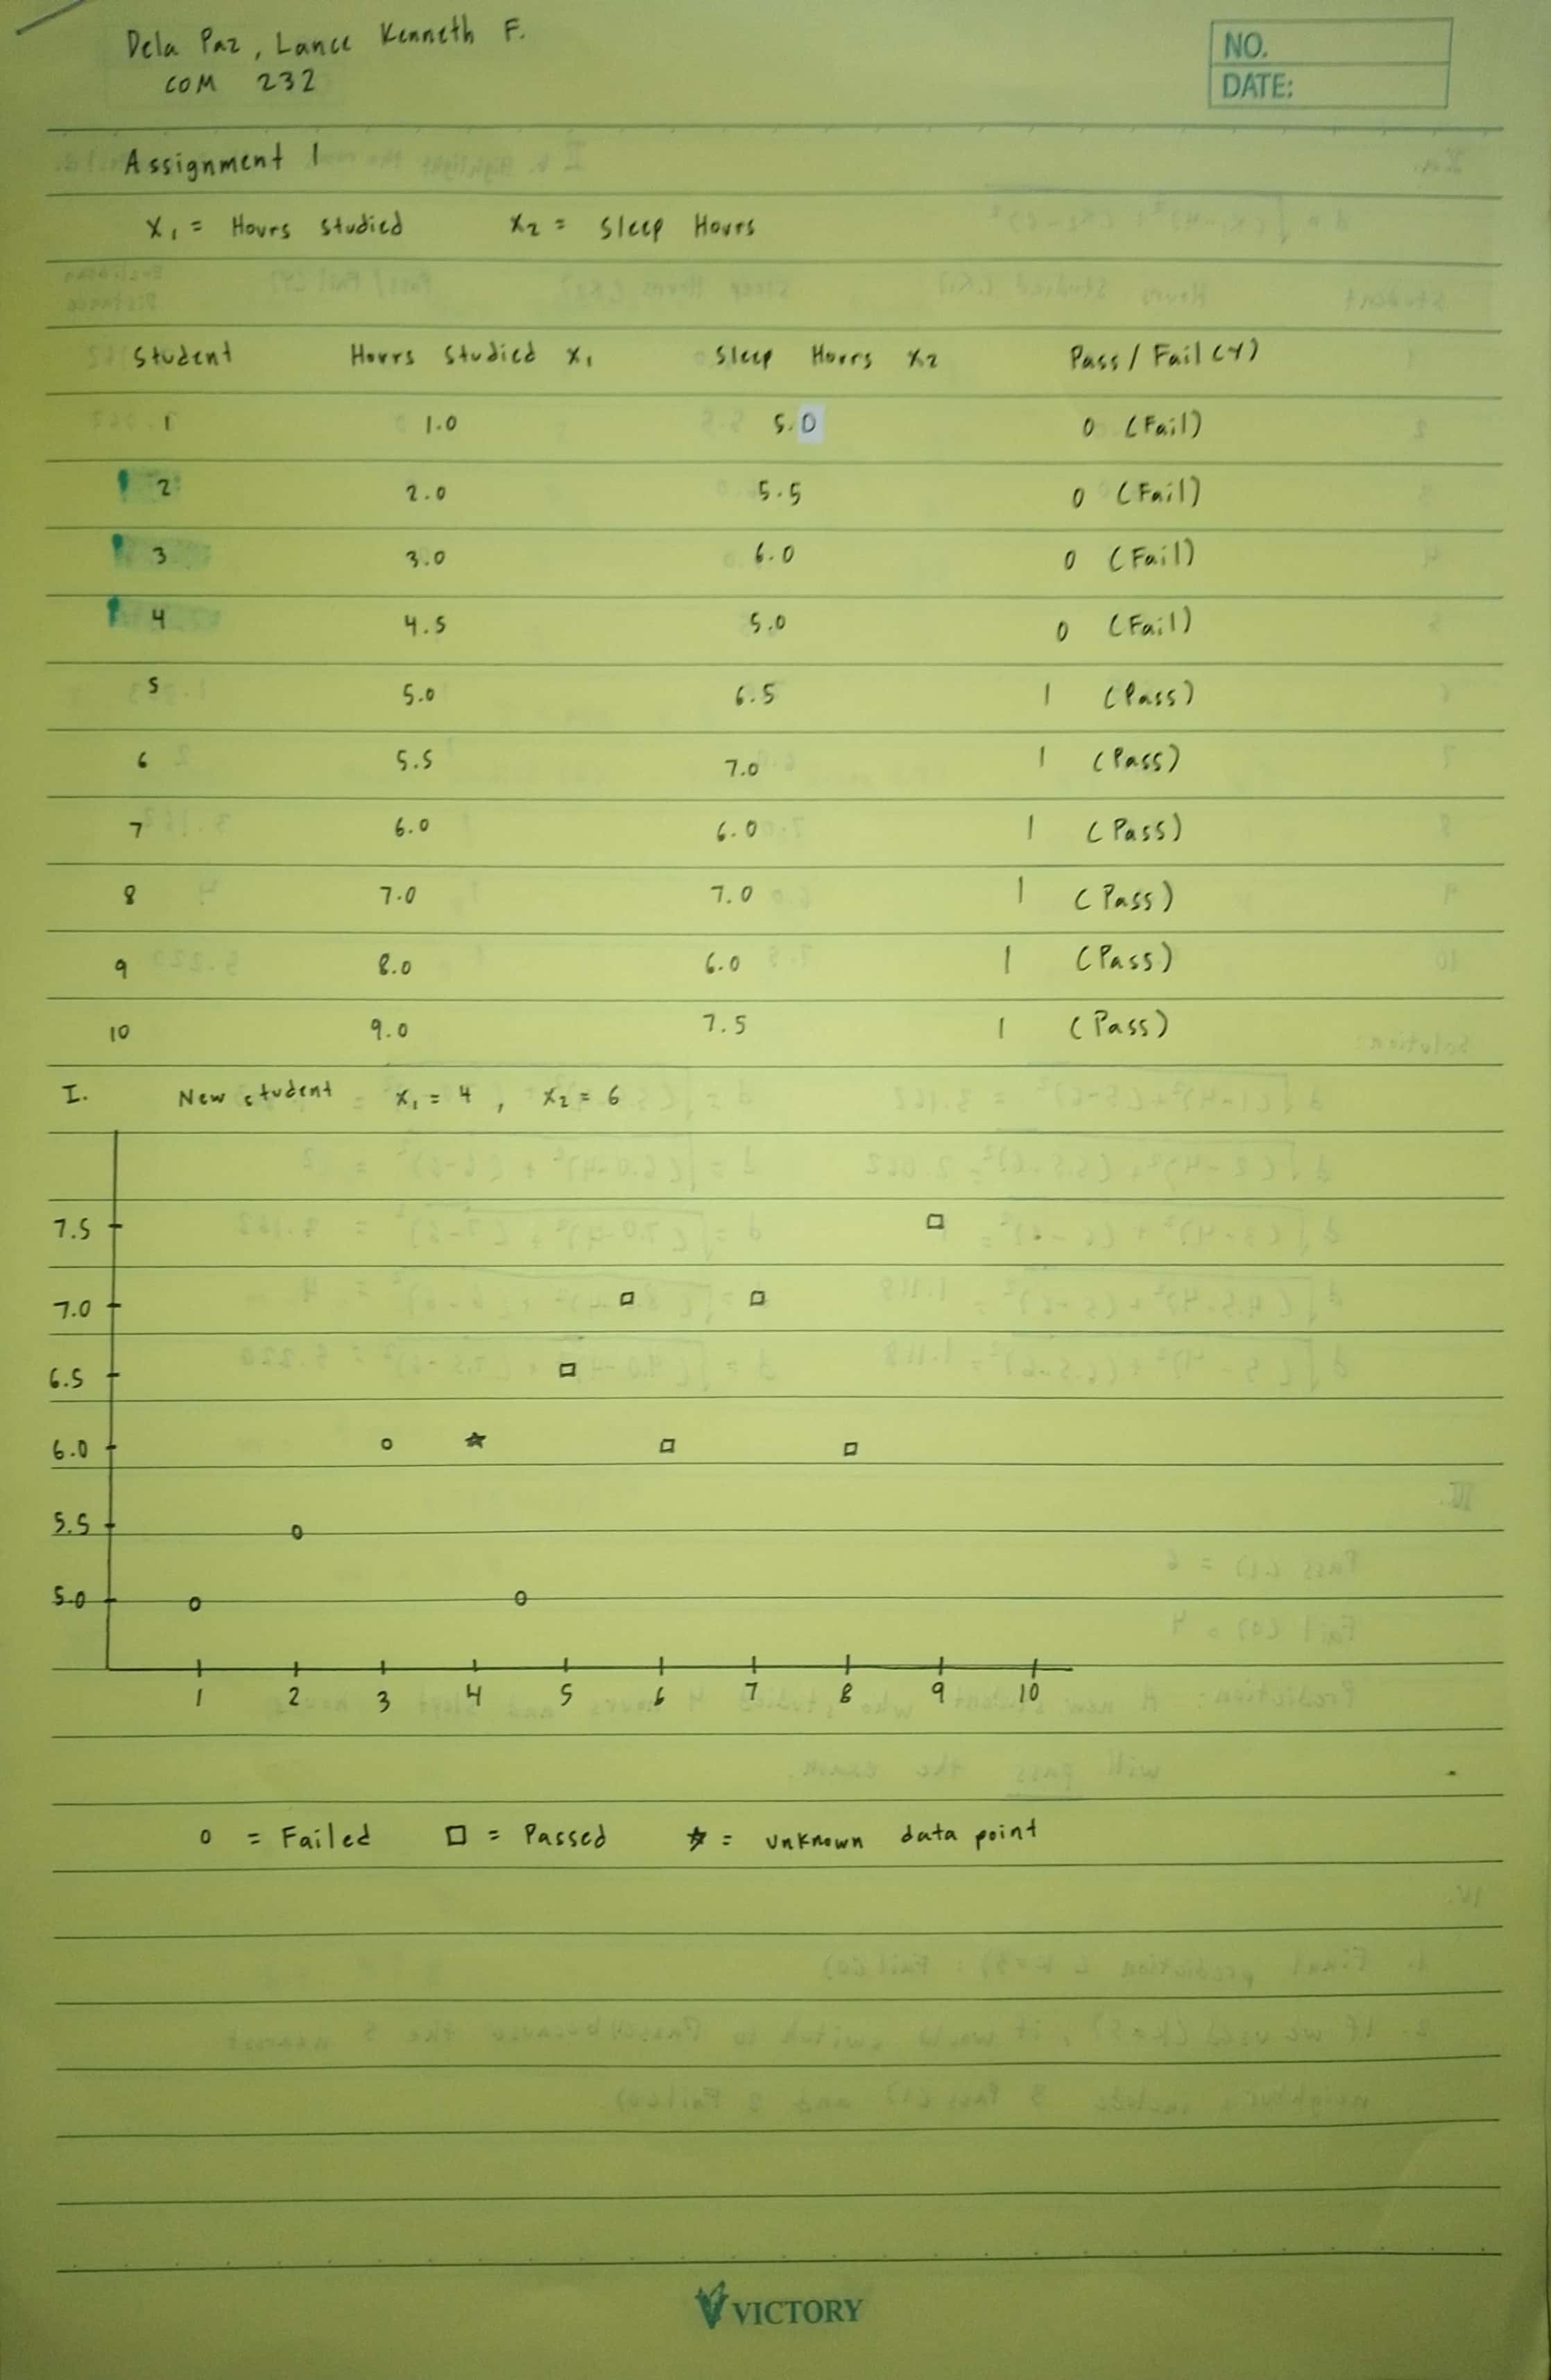 Dela Paz, Lance Kenneth F.
COM 232
NO.
DATE:
Assignment 1
X₁ = Hours studied X₂ = Sleep Hours
Student Hours Studied X₁ Sleep Hours X₂ Pass / Fail (Y)
1 1.0 5.0 0 (Fail)
2 2.0 5.5 0 (Fail)
3 3.0 6.0 0 (Fail)
4 4.5 5.0 0 (Fail)
5 5.0 6.5 1 (Pass)
6 5.5 7.0 1 (Pass)
7 6.0 6.0 1 (Pass)
8 7.0 7.0 1 (Pass)
9 8.0 6.0 1 (Pass)
10 9.0 7.5 1 (Pass)
I. New student X₁ = 4 , X₂ = 6
7.5
7.0
6.5
6.0
5.5
5.0
1 2 3 4 5 6 7 8 9 10
○ = Failed □ = Passed ☆ = unknown data point
VICTORY